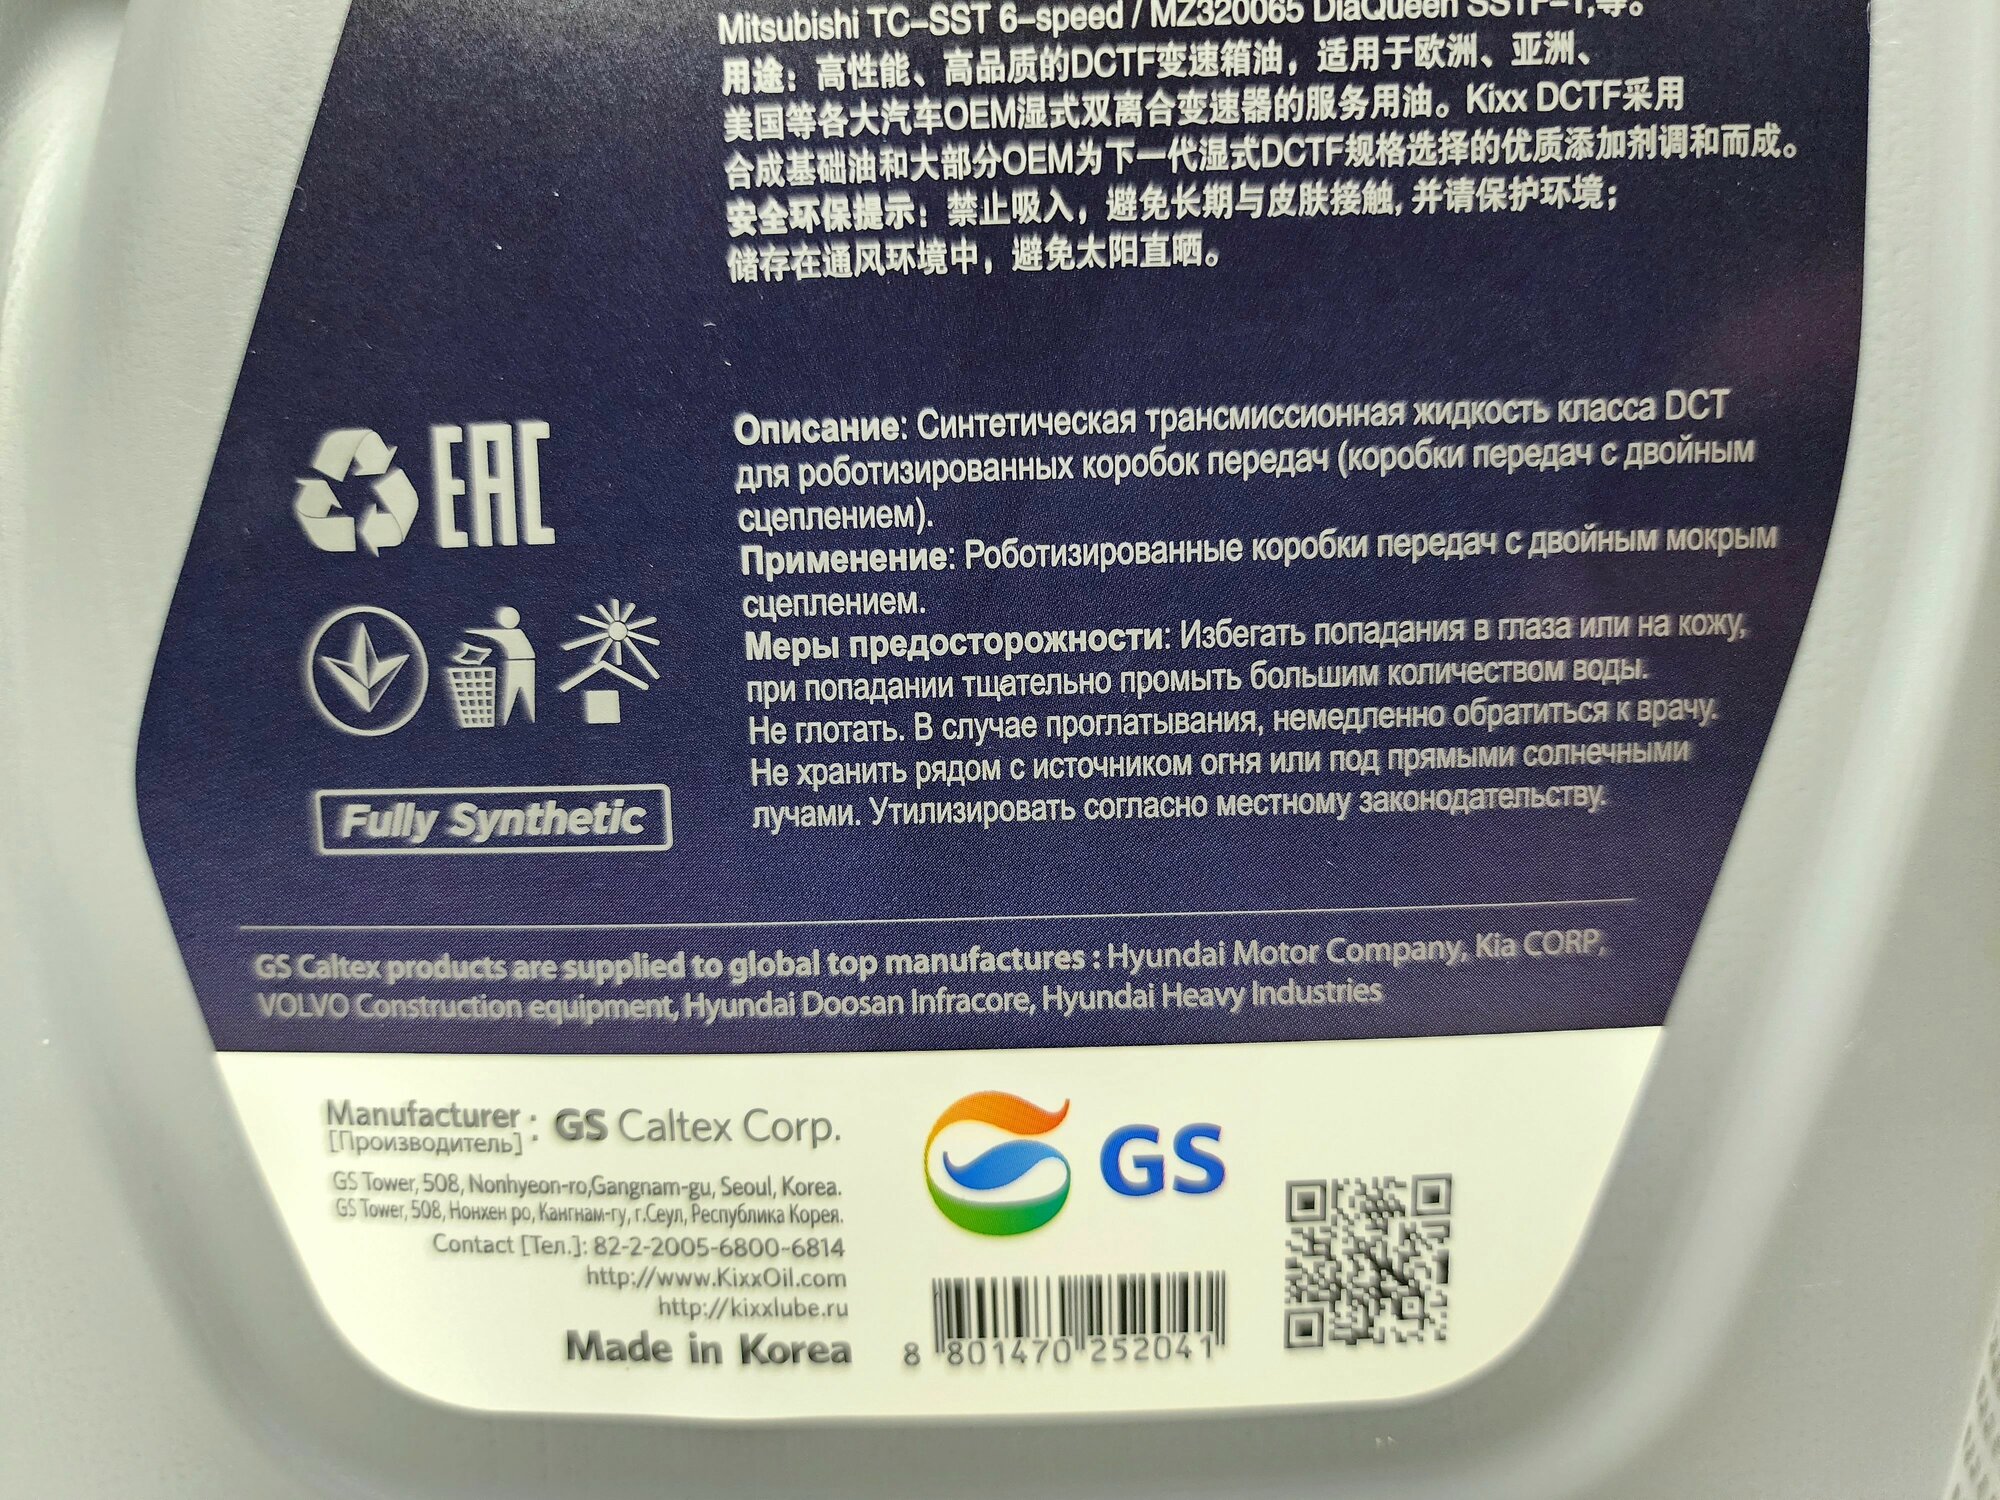 Mitsubishi TC-SST 6-speed / MZ320065 DiaQueen SSTF-1,等。
用途：高性能、高品质的DCTF变速箱油，适用于欧洲、亚洲、
美国等各大汽车OEM湿式双离合变速器的服务用油。Kixx DCTF采用
合成基础油和大部分OEM为下一代湿式DCTF规格选择的优质添加剂调和而成。
安全环保提示：禁止吸入，避免长期与皮肤接触,并请保护环境；
储存在通风环境中，避免太阳直晒。
EAC
Описание: Синтетическая трансмиссионная жидкость класса DCT
для роботизированных коробок передач (коробки передач с двойным
сцеплением).
Применение: Роботизированные коробки передач с двойным мокрым
сцеплением.
Меры предосторожности: Избегать попадания в глаза или на кожу,
при попадании тщательно промыть большим количеством воды.
Не глотать. В случае проглатывания, немедленно обратиться к врачу.
Не хранить рядом с источником огня или под прямыми солнечными
лучами. Утилизировать согласно местному законодательству.
Fully Synthetic
GS Caltex products are supplied to global top manufactures : Hyundai Motor Company, Kia CORP,
VOLVO Construction equipment, Hyundai Doosan Infracore, Hyundai Heavy Industries
Manufacturer : GS Caltex Corp.
[Производитель]
GS Tower, 508, Nonhyeon-ro,Gangnam-gu, Seoul, Korea.
GS Tower, 508, Нонхен ро, Кангнам-гу, г.Сеул, Республика Корея.
Contact [Тел.]: 82-2-2005-6800~6814
http://www.KixxOil.com
http://kixxlube.ru
Made in Korea
GS
8 801470 252041